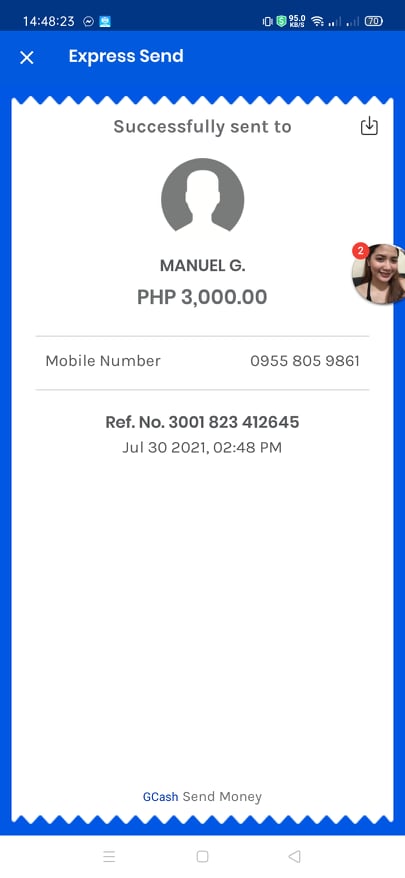 14:48:23 95.0 KB/S 70
Express Send
Successfully sent to
MANUEL G.
2
PHP 3,000.00
Mobile Number 0955 805 9861
Ref. No. 3001 823 412645
Jul 30 2021, 02:48 PM
GCash Send Money